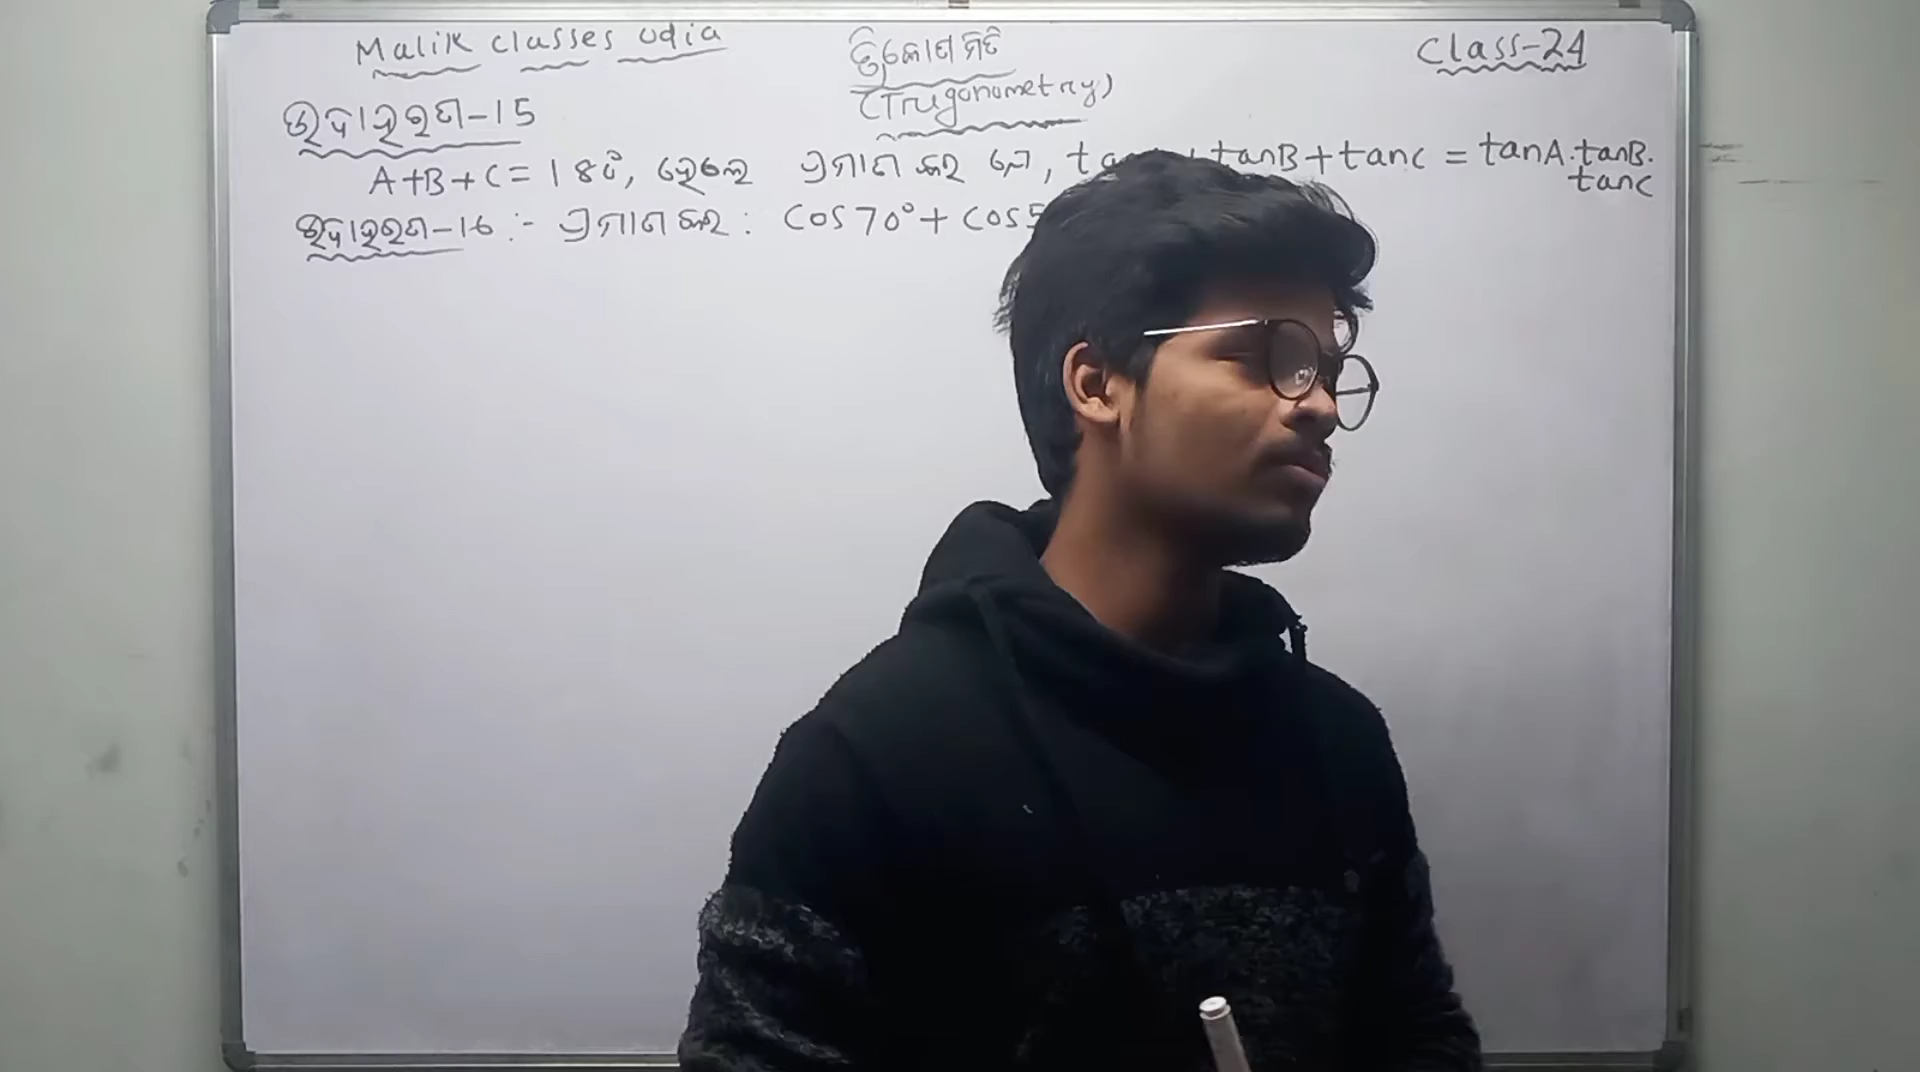 Malik classes odia
ତ୍ରିକୋଣମିତି
Class-24
(Trigonometry)
ଉଦାହରଣ-15
A+B+C = 180°, ହେଲେ ପ୍ରମାଣ କର ଯେ, tanB + tanC = tanA.tanB.
tanC
ଉଦାହରଣ-16 :- ପ୍ରମାଣ କର : Cos70° + Cos5